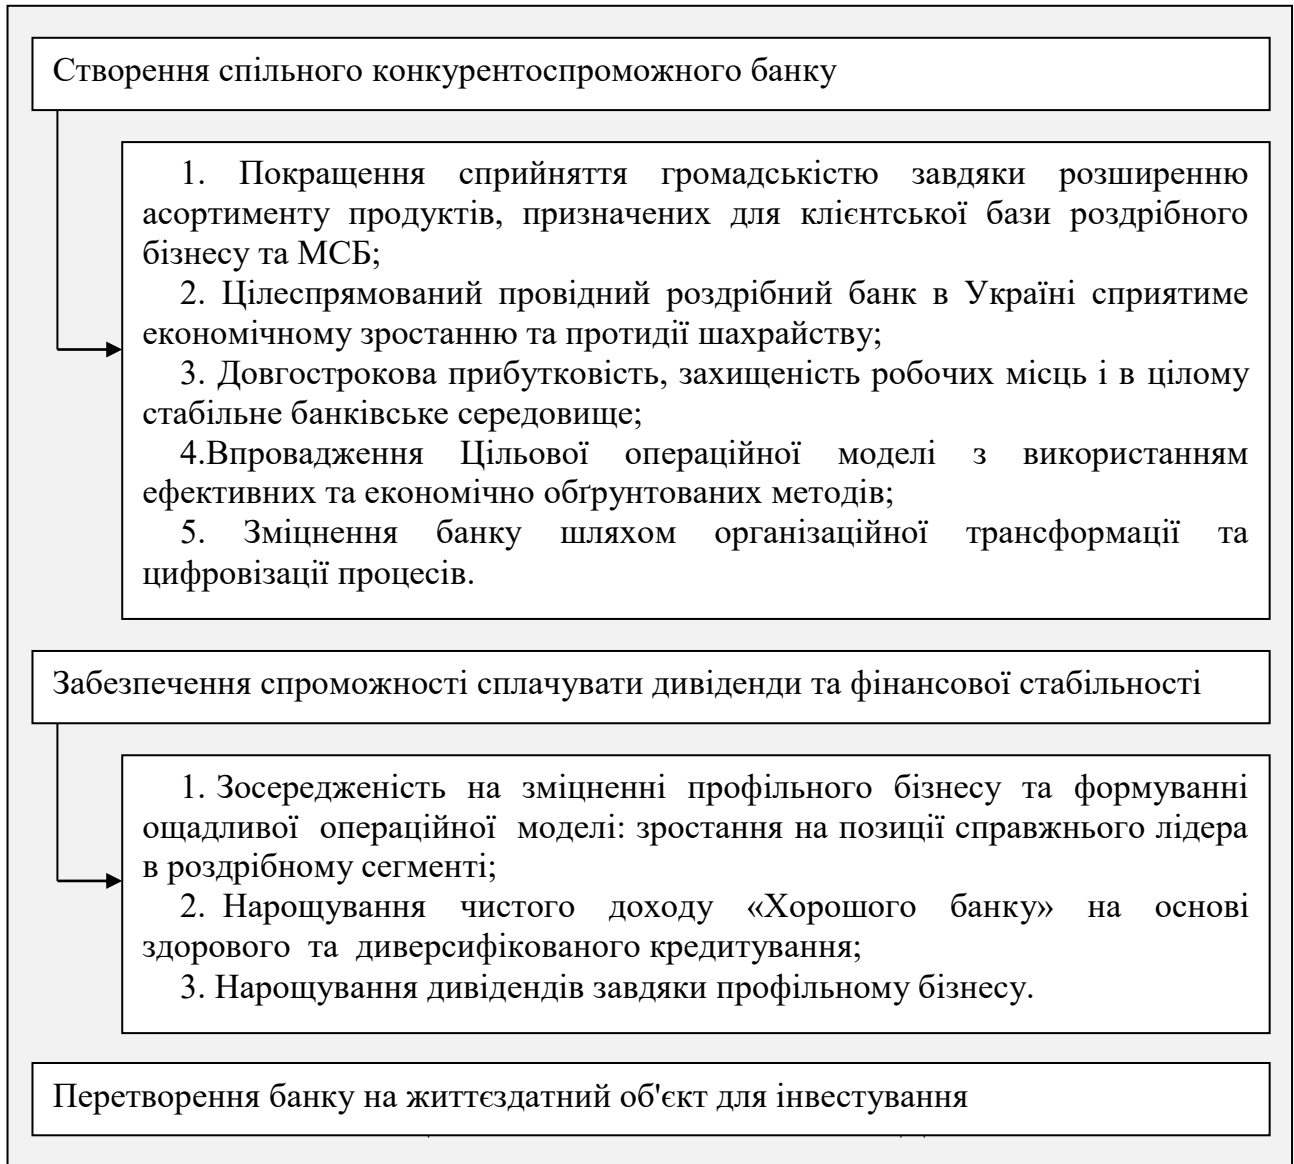 Створення спільного конкурентоспроможного банку
1. Покращення сприйняття громадськістю завдяки розширенню
асортименту продуктів, призначених для клієнтської бази роздрібного
бізнесу та МСБ;
2. Цілеспрямований провідний роздрібний банк в Україні сприятиме
економічному зростанню та протидії шахрайству;
3. Довгострокова прибутковість, захищеність робочих місць і в цілому
стабільне банківське середовище;
4.Впровадження Цільової операційної моделі з використанням
ефективних та економічно обґрунтованих методів;
5. Зміцнення банку шляхом організаційної трансформації та
цифровізації процесів.
Забезпечення спроможності сплачувати дивіденди та фінансової стабільності
1. Зосередженість на зміцненні профільного бізнесу та формуванні
ощадливої операційної моделі: зростання на позиції справжнього лідера
в роздрібному сегменті;
2. Нарощування чистого доходу «Хорошого банку» на основі
здорового та диверсифікованого кредитування;
3. Нарощування дивідендів завдяки профільному бізнесу.
Перетворення банку на життєздатний об'єкт для інвестування